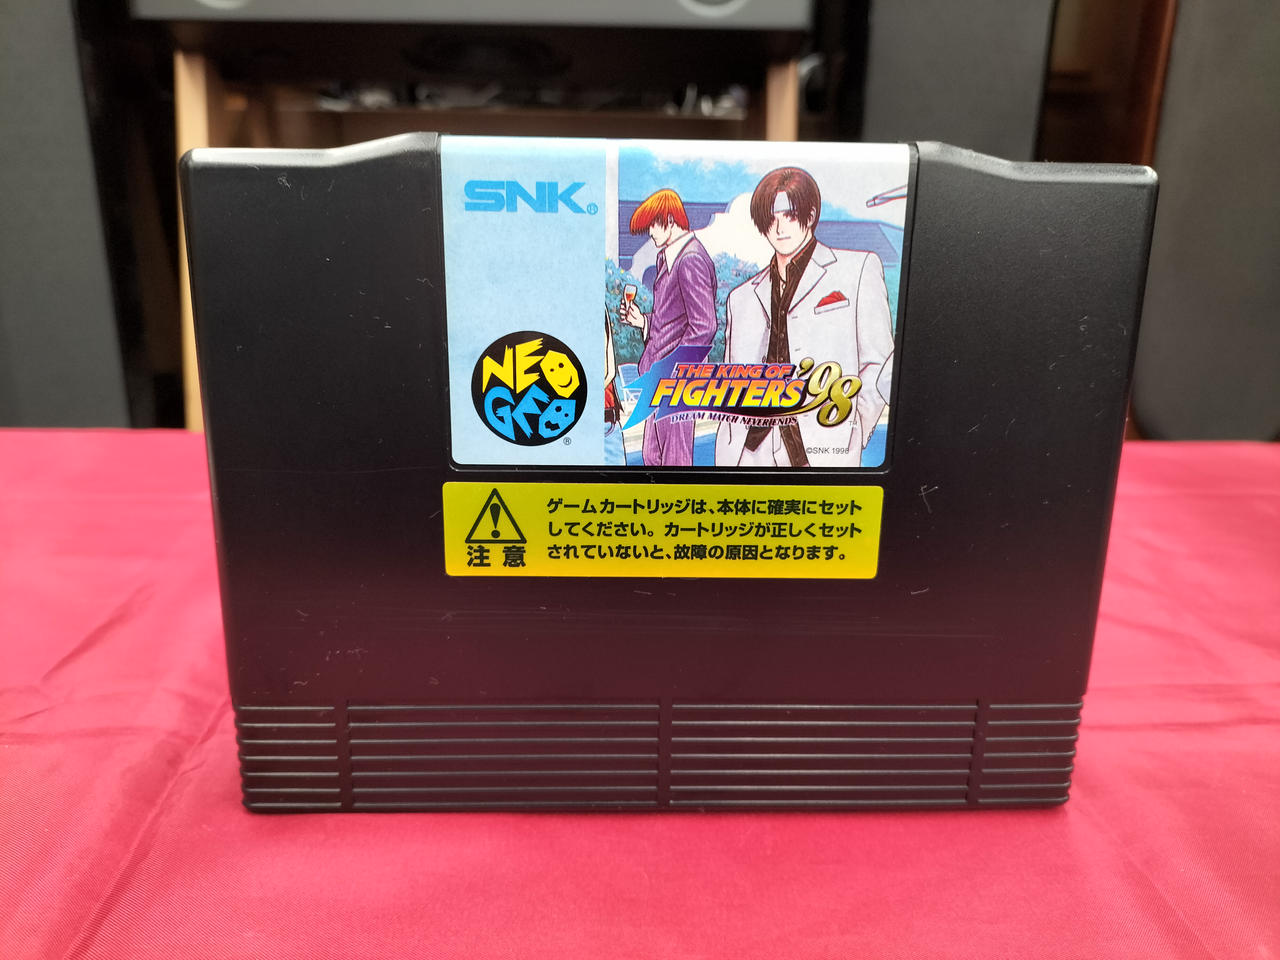 SNK®
NEO
GEO
®
THE KING OF
FIGHTERS '98
DREAM MATCH NEVER ENDS
™
©SNK 1998
注意
ゲームカートリッジは、本体に確実にセット
してください。カートリッジが正しくセット
されていないと、故障の原因となります。